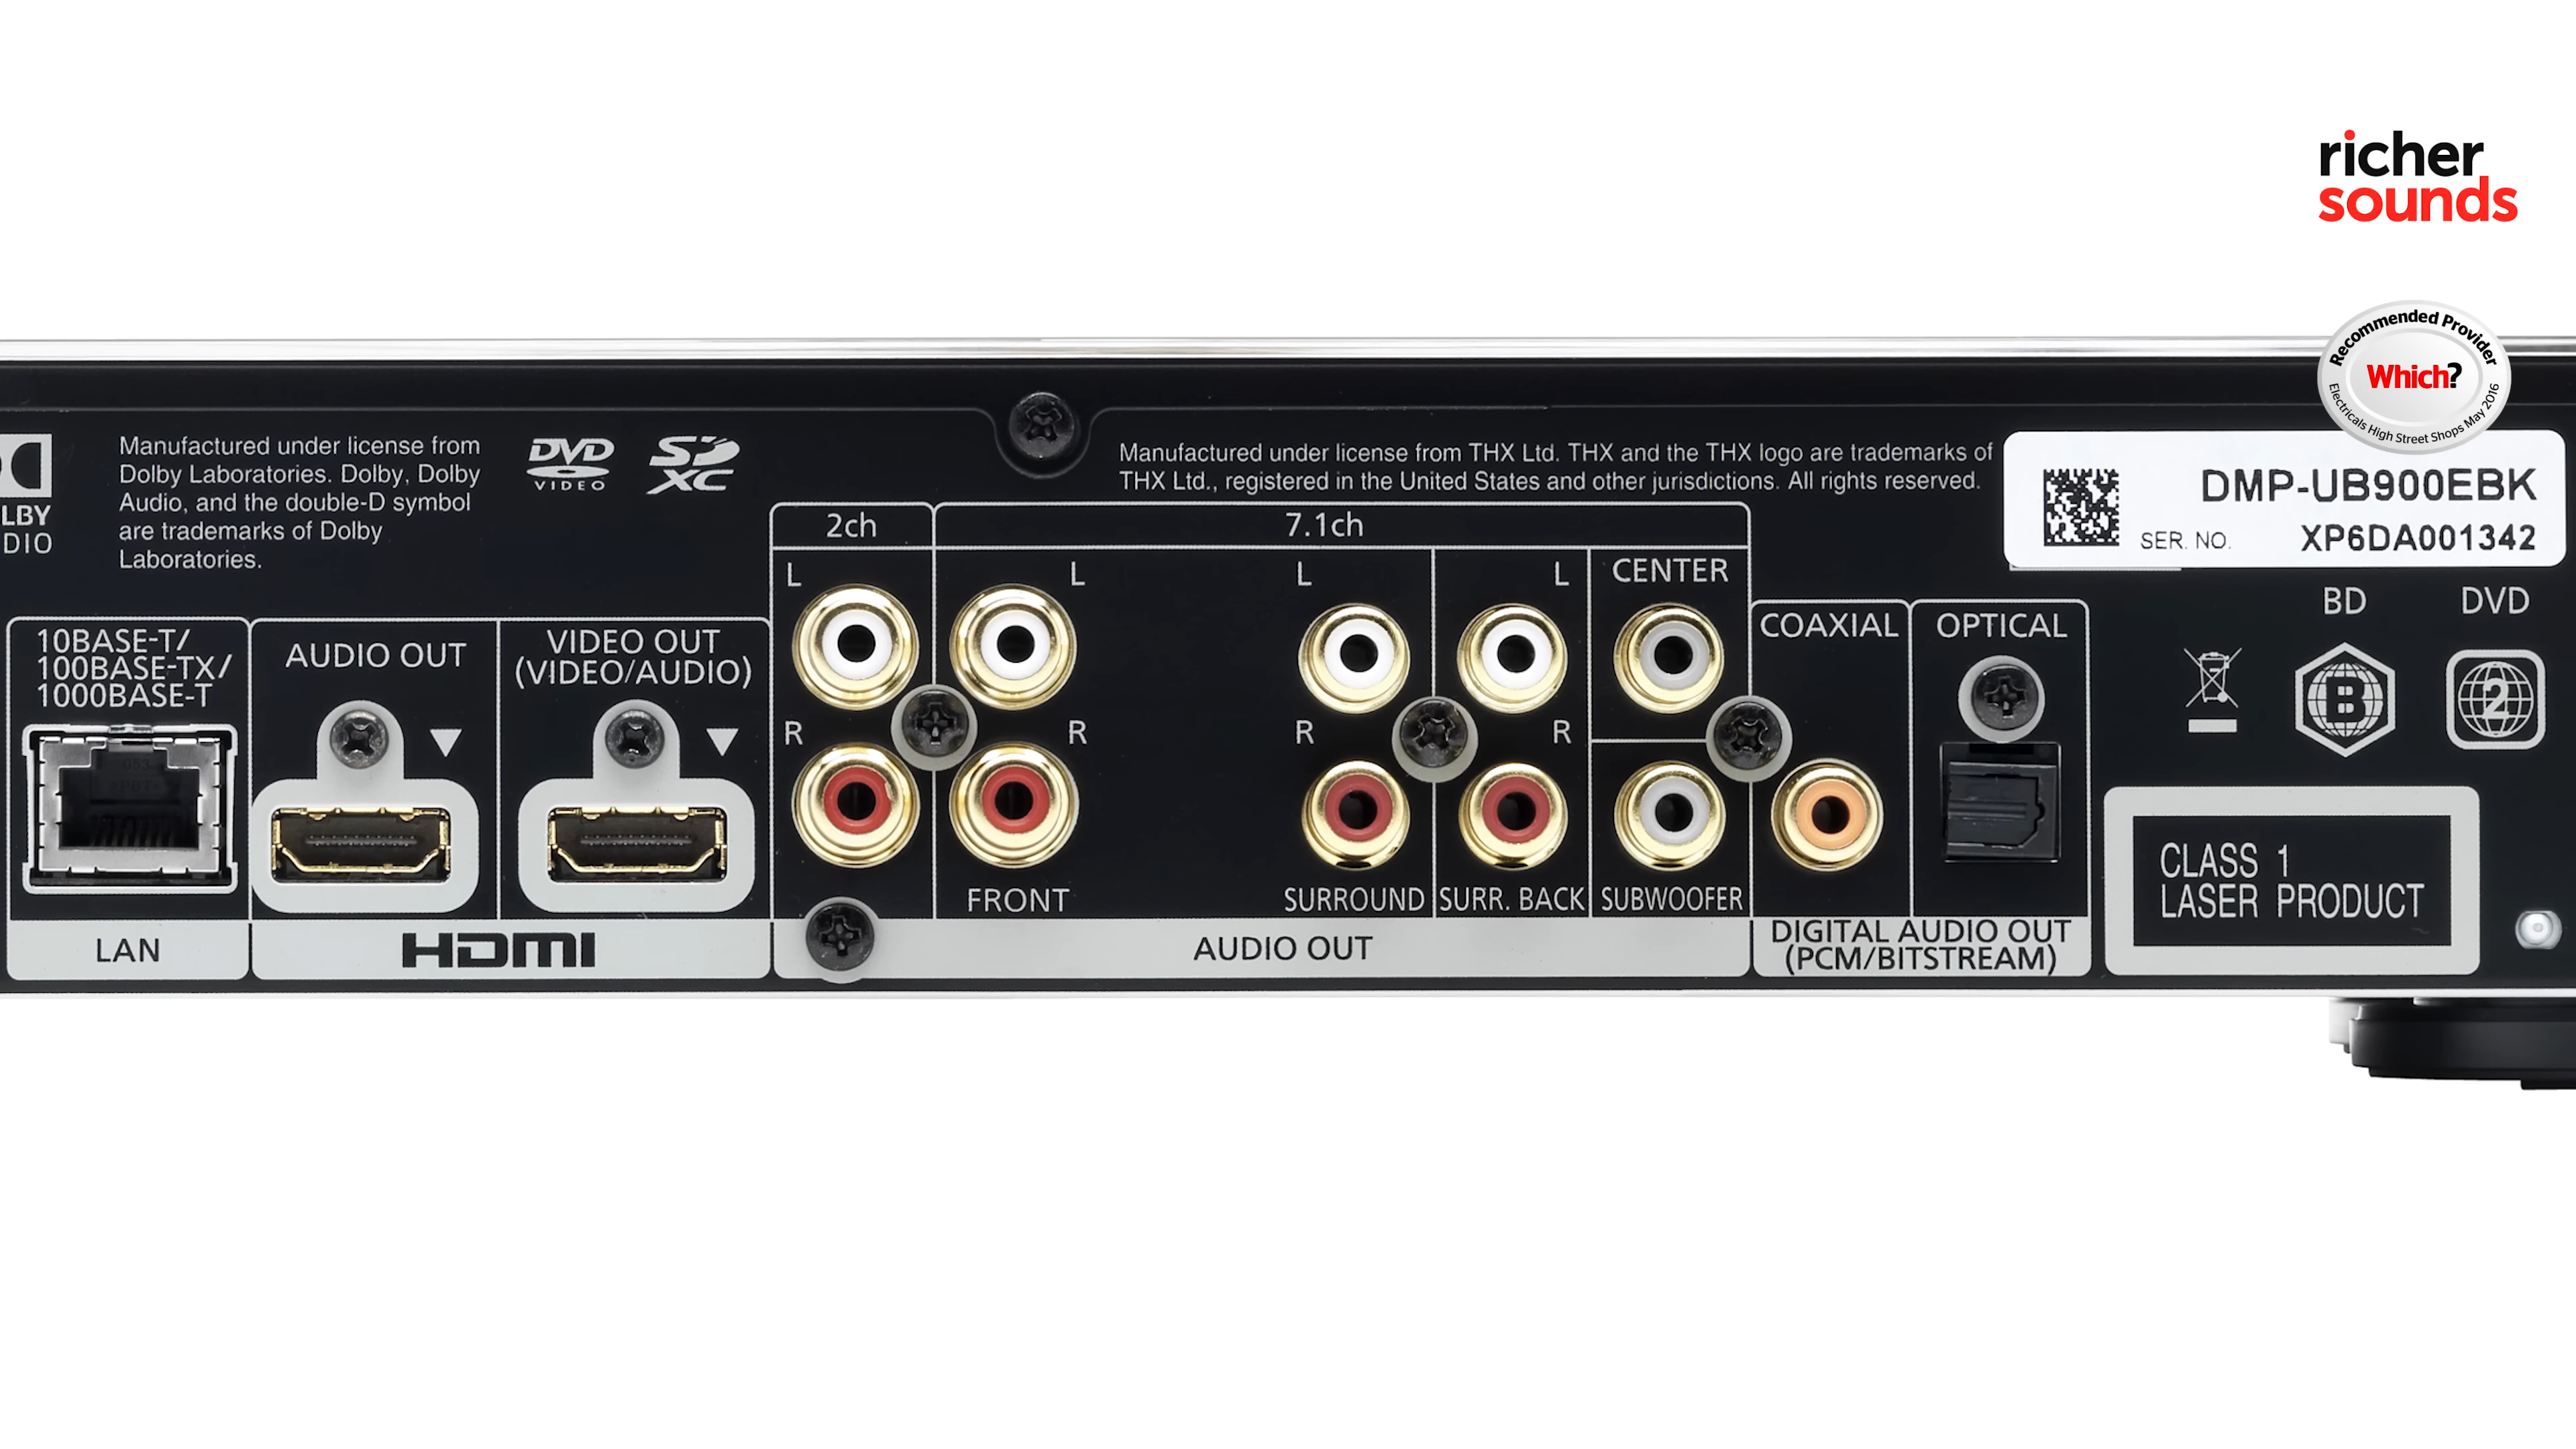 richer
sounds
Recommended Provider
Which?
Electricals High Street Shops May 2016
LBY
DIO
Manufactured under license from
Dolby Laboratories. Dolby, Dolby
Audio, and the double-D symbol
are trademarks of Dolby
Laboratories.
DVD
VIDEO
SD
XC
Manufactured under license from THX Ltd. THX and the THX logo are trademarks of
THX Ltd., registered in the United States and other jurisdictions. All rights reserved.
DMP-UB900EBK
SER. NO. XP6DA001342
10BASE-T/
100BASE-TX/
1000BASE-T
LAN
AUDIO OUT
VIDEO OUT
(VIDEO/AUDIO)
HDMI
2ch
7.1ch
L
L
L
L
CENTER
R
R
R
R
FRONT
SURROUND
SURR. BACK
SUBWOOFER
AUDIO OUT
COAXIAL
OPTICAL
DIGITAL AUDIO OUT
(PCM/BITSTREAM)
BD
DVD
B
2
CLASS 1
LASER PRODUCT